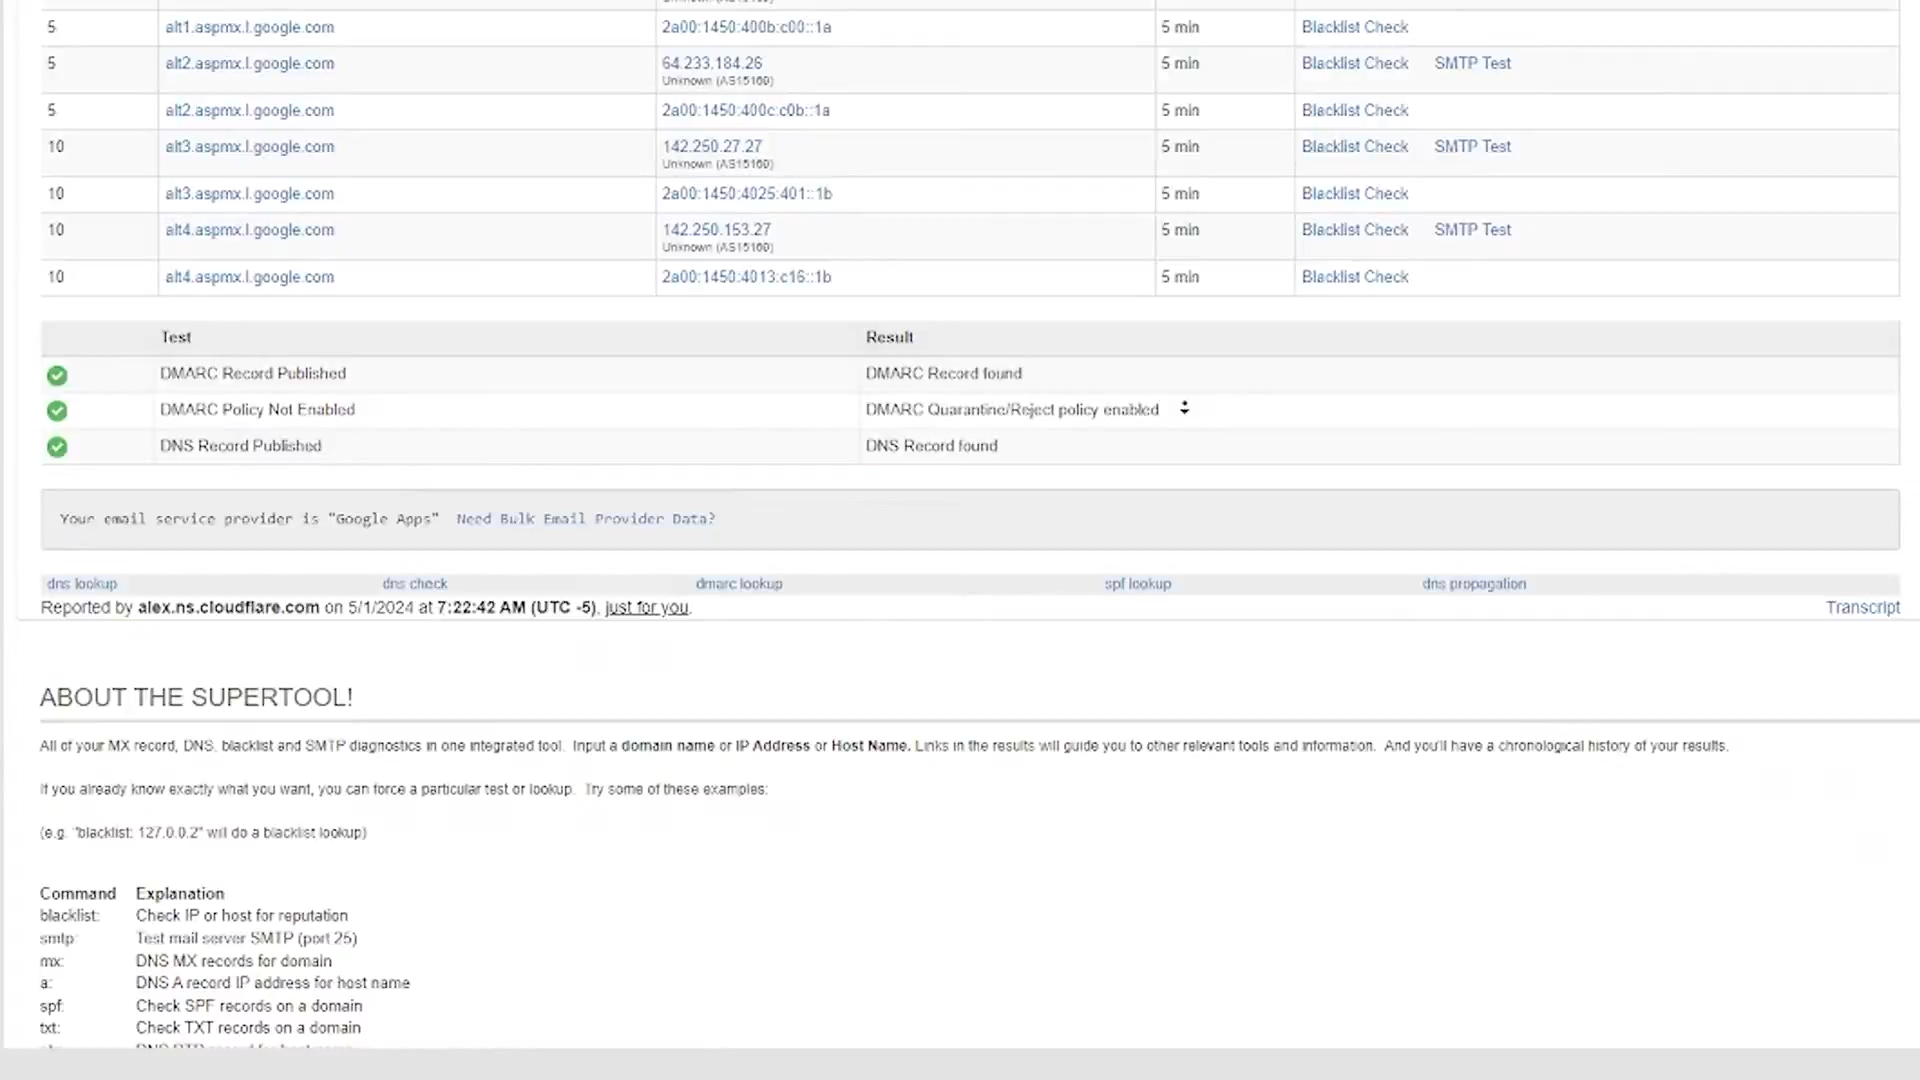 5 alt1.aspmx.l.google.com 2a00:1450:400b:c00::1a 5 min Blacklist Check
5 alt2.aspmx.l.google.com 64.233.184.26 5 min Blacklist Check SMTP Test
Unknown (AS15169)
5 alt2.aspmx.l.google.com 2a00:1450:400c:c0b::1a 5 min Blacklist Check
10 alt3.aspmx.l.google.com 142.250.27.27 5 min Blacklist Check SMTP Test
Unknown (AS15169)
10 alt3.aspmx.l.google.com 2a00:1450:4025:401::1b 5 min Blacklist Check
10 alt4.aspmx.l.google.com 142.250.153.27 5 min Blacklist Check SMTP Test
Unknown (AS15169)
10 alt4.aspmx.l.google.com 2a00:1450:4013:c16::1b 5 min Blacklist Check
Test Result
DMARC Record Published DMARC Record found
DMARC Policy Not Enabled DMARC Quarantine/Reject policy enabled
DNS Record Published DNS Record found
Your email service provider is "Google Apps" Need Bulk Email Provider Data?
dns lookup dns check dmarc lookup spf lookup dns propagation
Reported by alex.ns.cloudflare.com on 5/1/2024 at 7:22:42 AM (UTC -5), just for you. Transcript
ABOUT THE SUPERTOOL!
All of your MX record, DNS, blacklist and SMTP diagnostics in one integrated tool. Input a domain name or IP Address or Host Name. Links in the results will guide you to other relevant tools and information. And you'll have a chronological history of your results.
If you already know exactly what you want, you can force a particular test or lookup. Try some of these examples:
(e.g. "blacklist: 127.0.0.2" will do a blacklist lookup)
Command Explanation
blacklist: Check IP or host for reputation
smtp: Test mail server SMTP (port 25)
mx: DNS MX records for domain
a: DNS A record IP address for host name
spf: Check SPF records on a domain
txt: Check TXT records on a domain